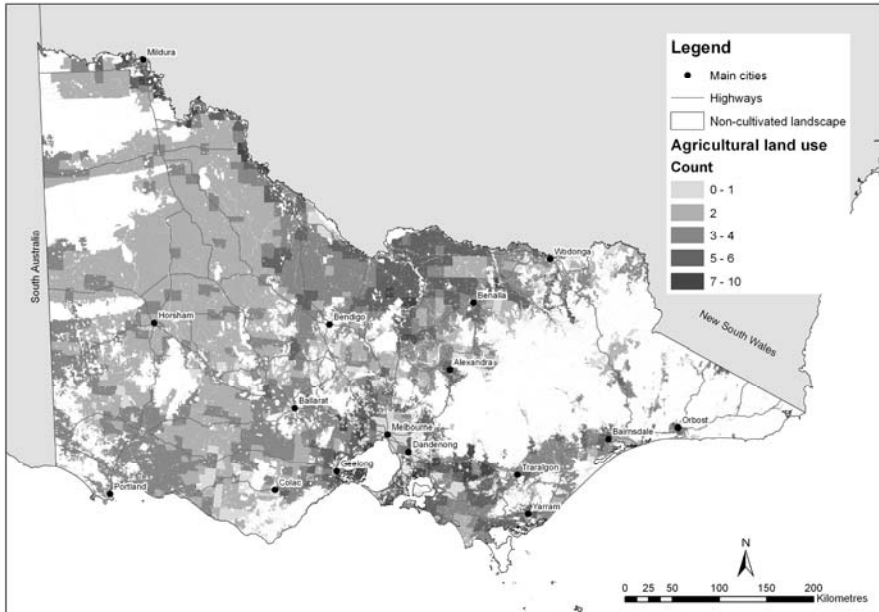 Mildura
Legend
Main cities
Highways
Non-cultivated landscape
Agricultural land use
Count
0 - 1
2
3 - 4
5 - 6
7 - 10
South Australia
Wodonga
Benalla
New South Wales
Horsham
Bendigo
Alexandra
Ballarat
Melbourne
Dandenong
Bairnsdale
Orbost
Geelong
Traralgon
Portland
Colac
Yarram
N
0 25 50 100 150 200
Kilometres